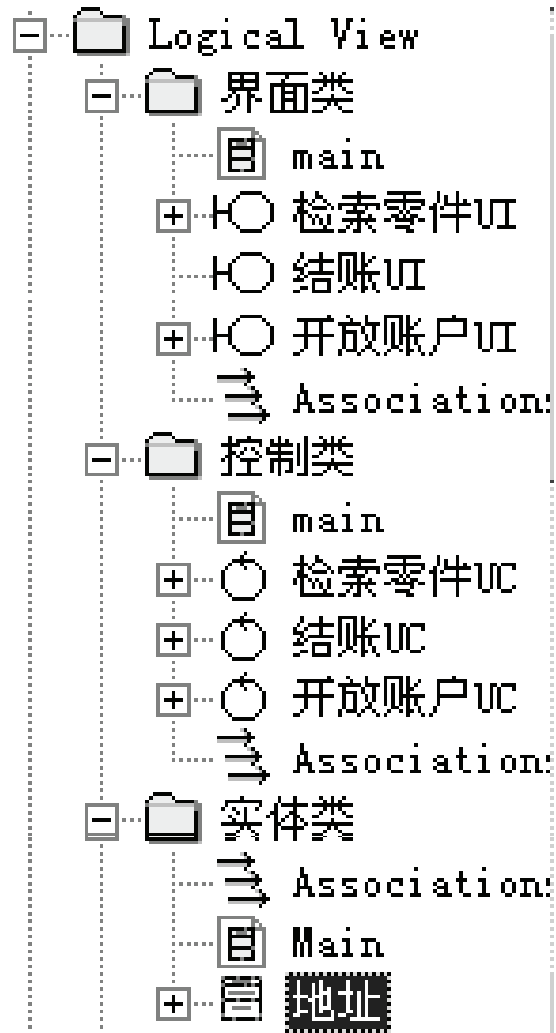 Logical View
界面类
main
检索零件UI
结账UI
开放账户UI
Associations
控制类
main
检索零件UC
结账UC
开放账户UC
Associations
实体类
Associations
Main
地址